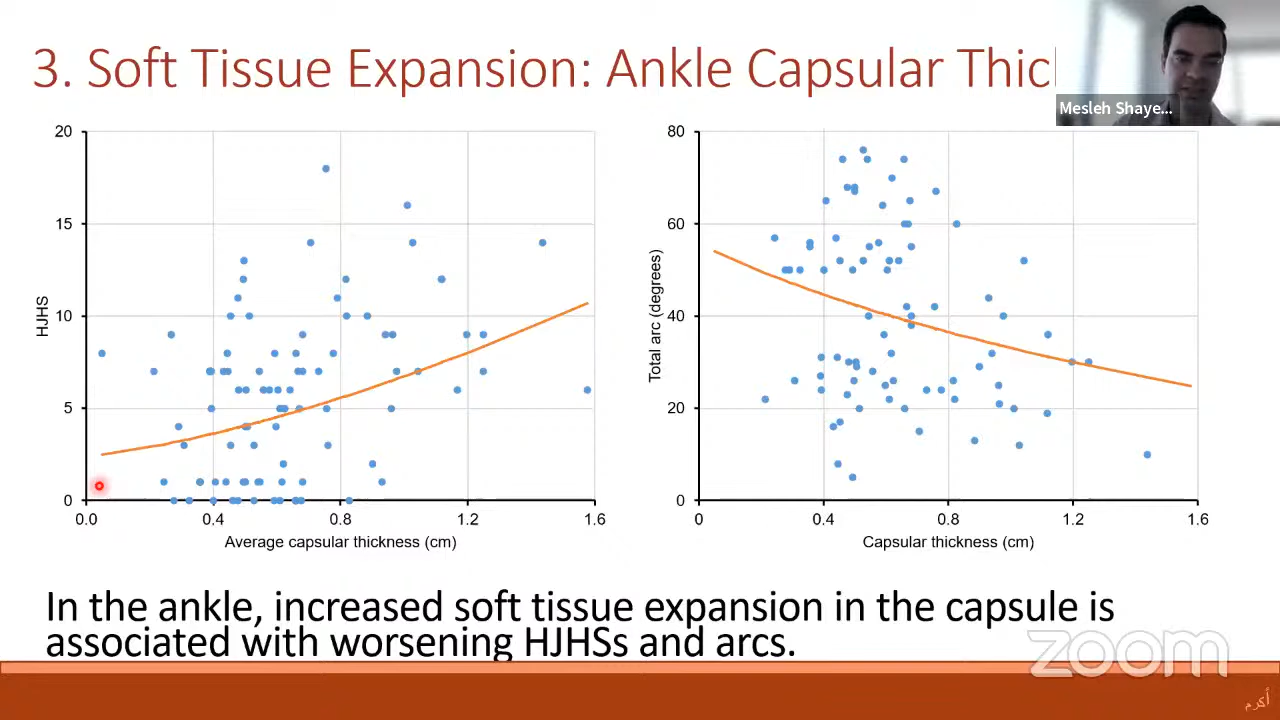 3. Soft Tissue Expansion: Ankle Capsular Thic
Mesleh Shaye...
20
15
10
5
0
HJHS
0.0 0.4 0.8 1.2 1.6
Average capsular thickness (cm)
80
60
40
20
0
Total arc (degrees)
0 0.4 0.8 1.2 1.6
Capsular thickness (cm)
In the ankle, increased soft tissue expansion in the capsule is
associated with worsening HJHSs and arcs.
zoom
أكرم